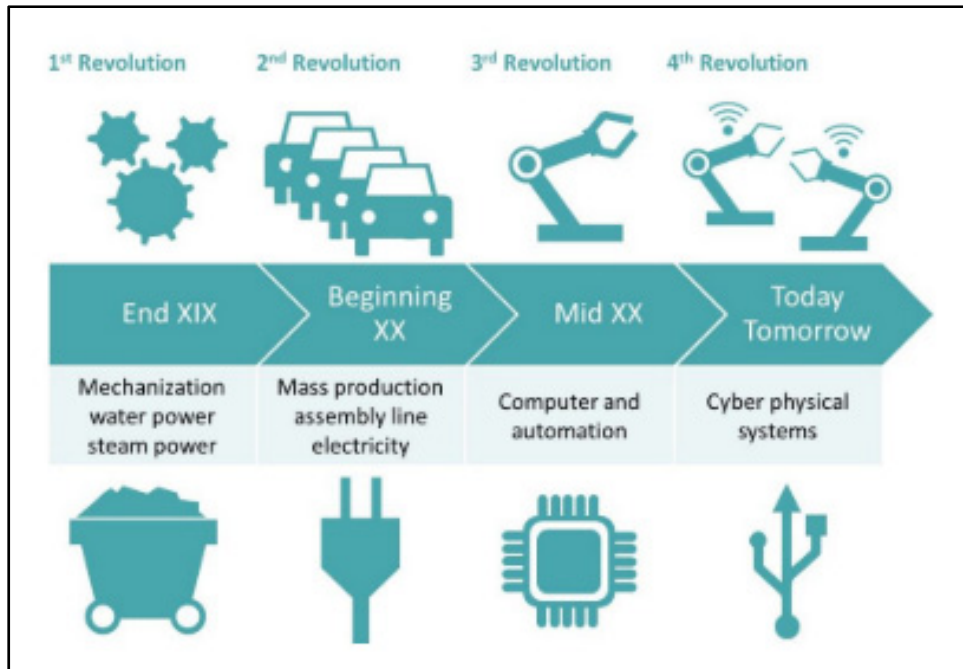 1st Revolution
2nd Revolution
3rd Revolution
4th Revolution
End XIX
Beginning
XX
Mid XX
Today
Tomorrow
Mechanization
water power
steam power
Mass production
assembly line
electricity
Computer and
automation
Cyber physical
systems